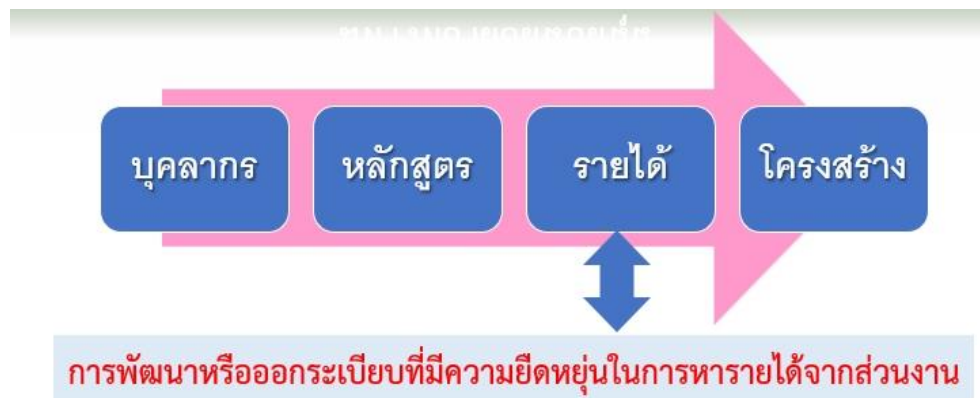 บุคลากร
หลักสูตร
รายได้
โครงสร้าง
การพัฒนาหรือออกระเบียบที่มีความยืดหยุ่นในการหารายได้จากส่วนงาน